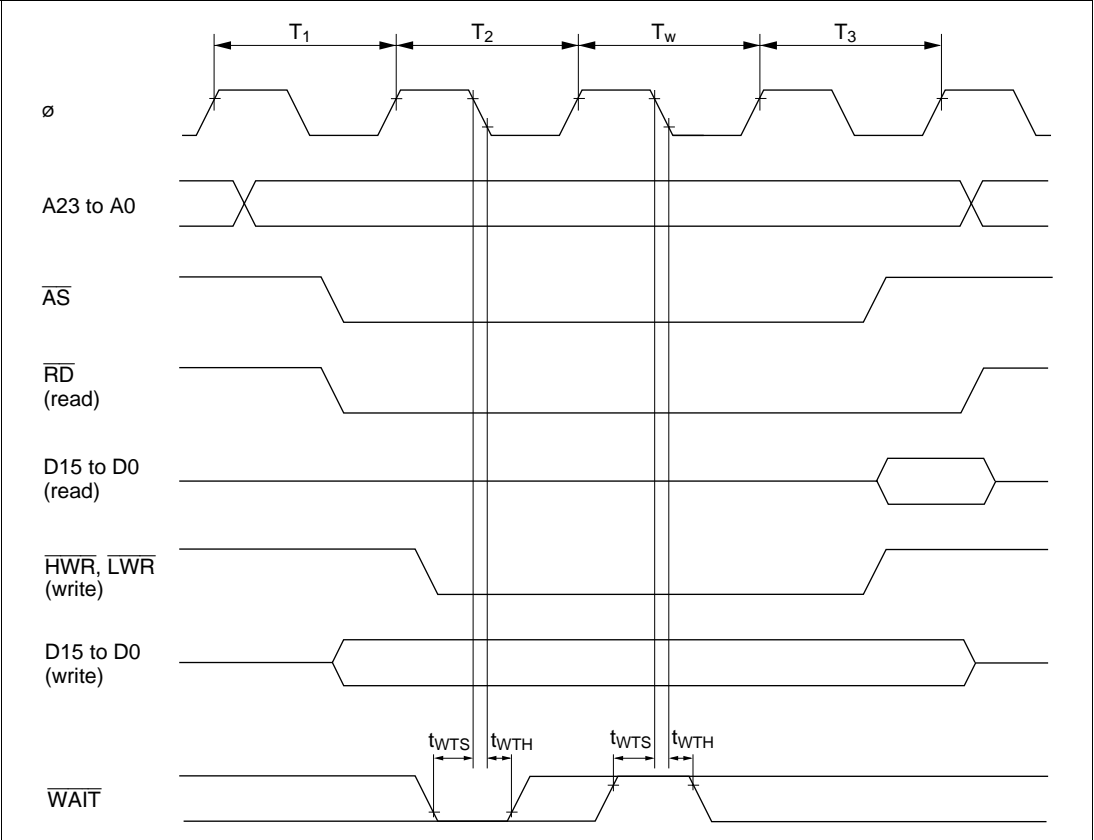 T1 T2 Tw T3
ø
A23 to A0
AS
RD
(read)
D15 to D0
(read)
HWR, LWR
(write)
D15 to D0
(write)
tWTS tWTH tWTS tWTH
WAIT